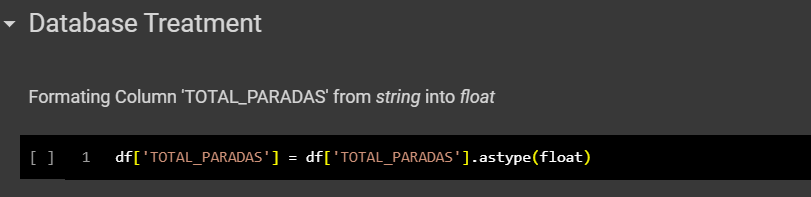 Database Treatment
Formating Column 'TOTAL_PARADAS' from string into float
[ ] 1 df['TOTAL_PARADAS'] = df['TOTAL_PARADAS'].astype(float)